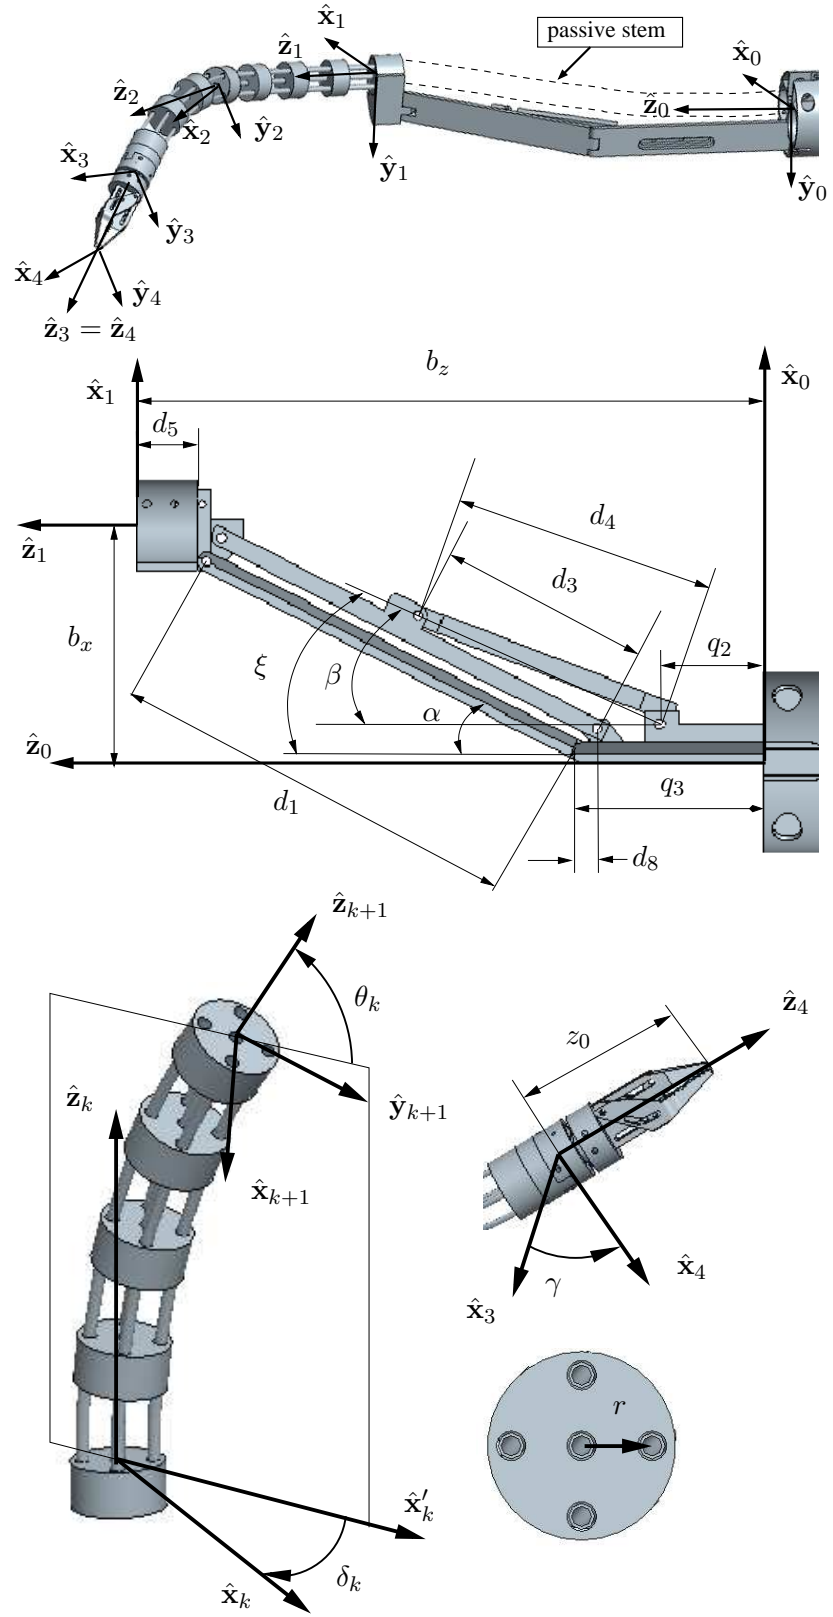 x̂₁
passive stem
x̂₀
ẑ₁
ẑ₂
ẑ₀
x̂₂
ŷ₂
x̂₃
ŷ₁
ŷ₀
ŷ₃
x̂₄
ŷ₄
ẑ₃ = ẑ₄
b_z
x̂₁
x̂₀
d₅
d₄
ẑ₁
d₃
b_x
q₂
ξ
β
α
ẑ₀
q₃
d₁
d₈
ẑₖ₊₁
θₖ
ẑ₄
z₀
ẑₖ
ŷₖ₊₁
x̂ₖ₊₁
x̂₄
γ
x̂₃
r
x̂′ₖ
δₖ
x̂ₖ